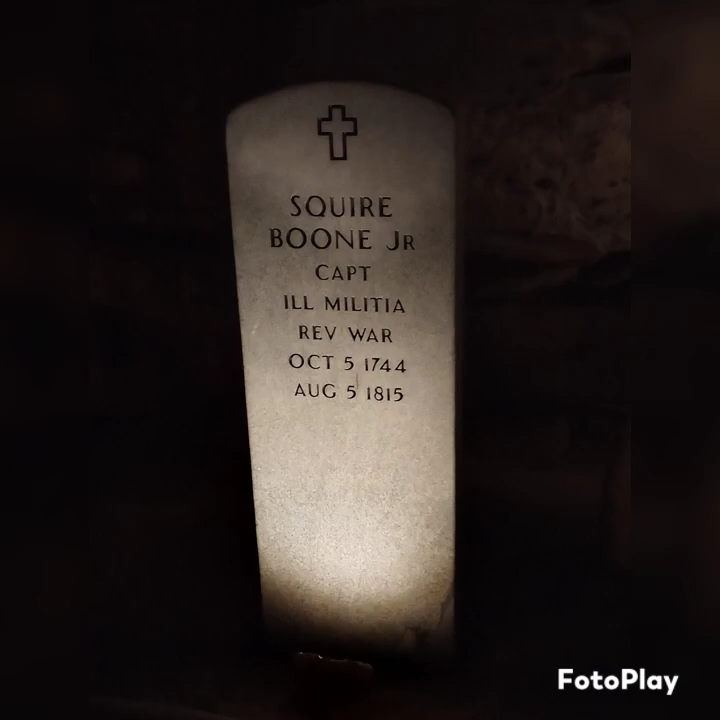 SQUIRE
BOONE JR
CAPT
ILL MILITIA
REV WAR
OCT 5 1744
AUG 5 1815
FotoPlay